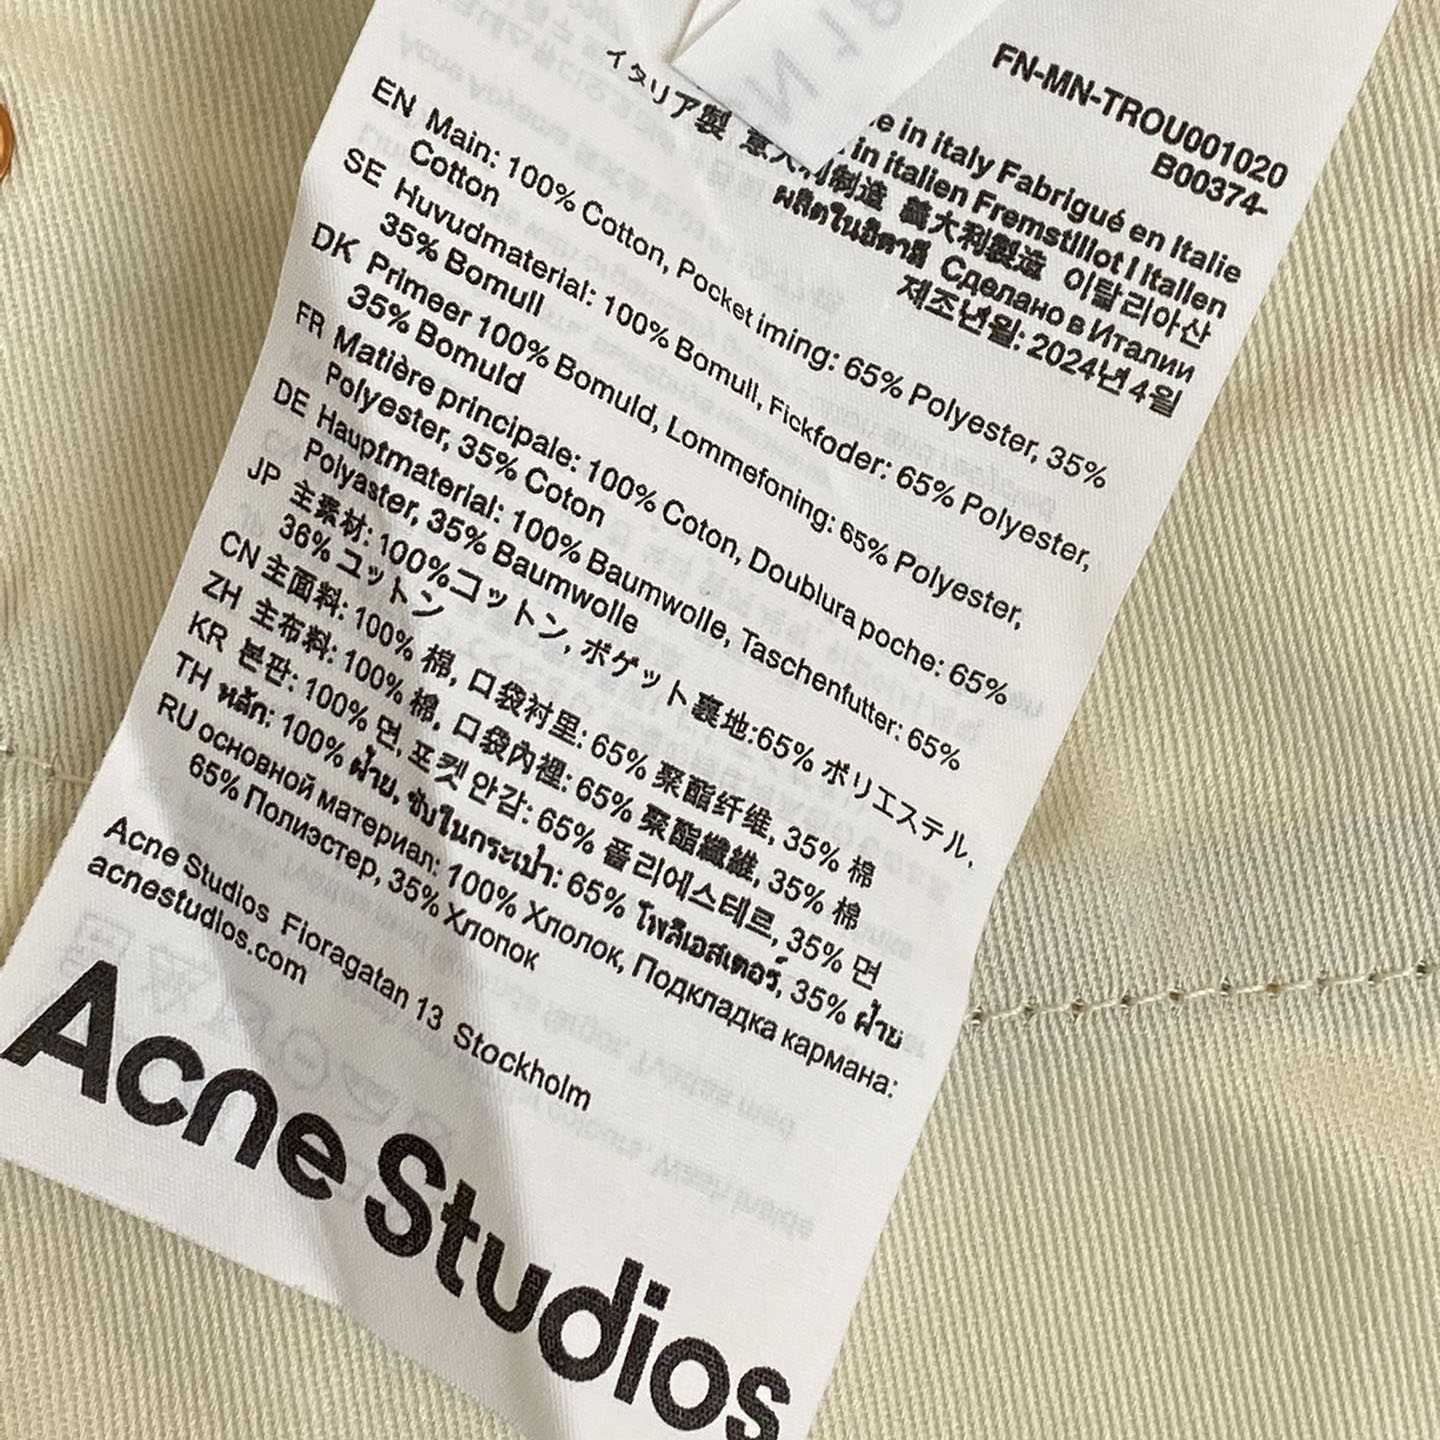 FN-MN-TROU001020
B00374-
in italy Fabrigué en Italie
in italien Fremstillot I Itallen
イタリア製 意大利制造 義大利製造 이탈리아산
ผลิตในอิตาลี Сделано в Италии
제조년월: 2024년 4월
EN Main: 100% Cotton, Pocket iming: 65% Polyester, 35%
Cotton
SE Huvudmaterial: 100% Bomull, Fickfoder: 65% Polyester,
35% Bomull
DK Primeer 100% Bomuld, Lommefoning: 65% Polyester,
35% Bomuld
FR Matière principale: 100% Coton, Doublura poche: 65%
Polyester, 35% Coton
DE Hauptmaterial: 100% Baumwolle, Taschenfutter: 65%
Polyaster, 35% Baumwolle
JP 主素材: 100%コットン, ポゲット裏地:65% ポリエステル,
36% ユットン
CN 主面料: 100% 棉, 口袋衬里: 65% 聚酯纤维, 35% 棉
ZH 主布料: 100% 棉, 口袋內裡: 65% 聚酯纖維, 35% 棉
KR 본판: 100% 면, 포켓 안감: 65% 폴리에스테르, 35% 면
TH หลัก: 100% ฝ้าย, ซับในกระเป๋า: 65% โพลีเอสเตอร์, 35% ฝ้าย
RU основной материал: 100% Хлопок, Подкладка кармана:
65% Полиэстер, 35% Хлопок
Acne Studios Fioragatan 13 Stockholm
acnestudios.com
Acne Studios